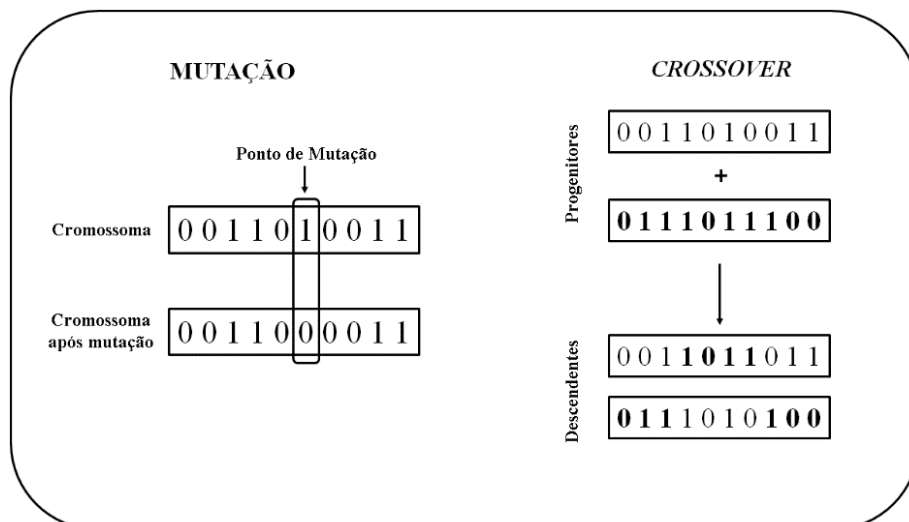 MUTAÇÃO
Ponto de Mutação
Cromossoma
0 0 1 1 0 1 0 0 1 1
Cromossoma
após mutação
0 0 1 1 0 0 0 0 1 1
CROSSOVER
Progenitores
0 0 1 1 0 1 0 0 1 1
+
0 1 1 1 0 1 1 1 0 0
Descendentes
0 0 1 1 0 1 1 0 1 1
0 1 1 1 0 1 0 1 0 0